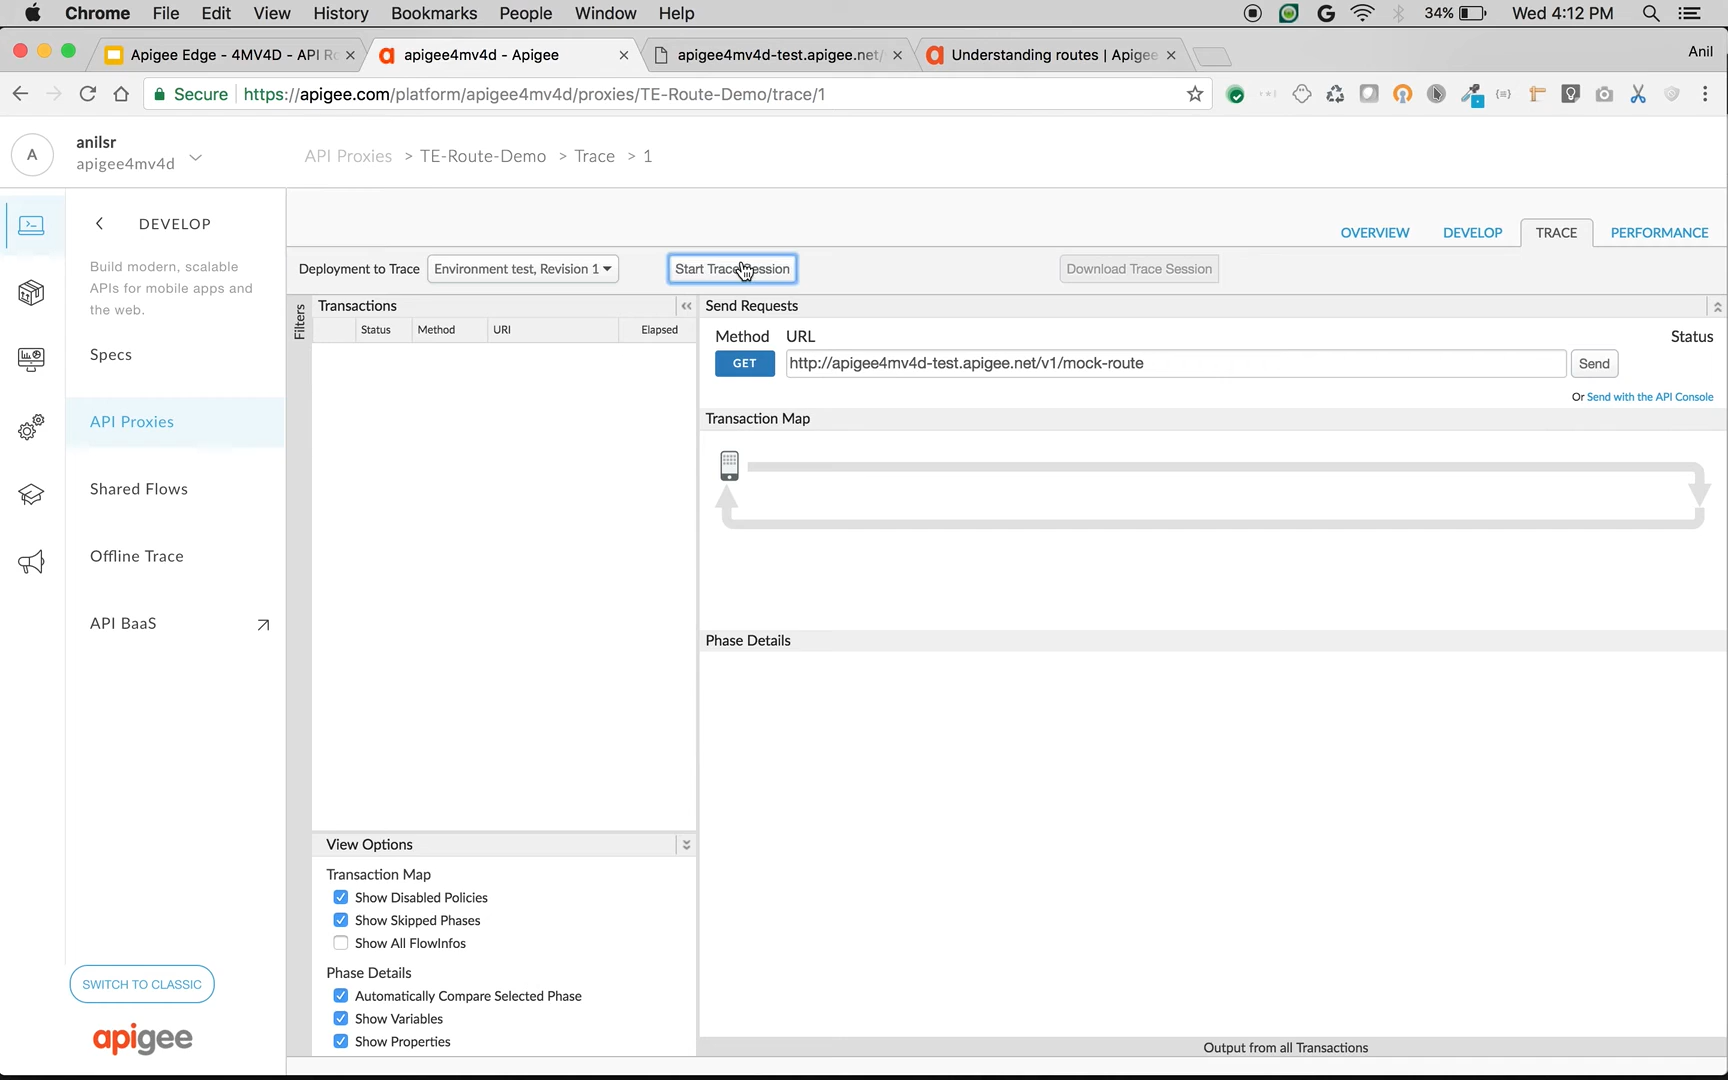 Chrome File Edit View History Bookmarks People Window Help 34% Wed 4:12 PM
Apigee Edge - 4MV4D - API R
apigee4mv4d - Apigee
apigee4mv4d-test.apigee.net/
Understanding routes | Apigee
Anil
Secure https://apigee.com/platform/apigee4mv4d/proxies/TE-Route-Demo/trace/1
A
anilsr
apigee4mv4d
API Proxies > TE-Route-Demo > Trace > 1
DEVELOP
Build modern, scalable
APIs for mobile apps and
the web.
Specs
API Proxies
Shared Flows
Offline Trace
API BaaS
SWITCH TO CLASSIC
apigee
OVERVIEW DEVELOP TRACE PERFORMANCE
Deployment to Trace Environment test, Revision 1 Start Trace Session Download Trace Session
Filters
Transactions
Status Method URI Elapsed
View Options
Transaction Map
Show Disabled Policies
Show Skipped Phases
Show All FlowInfos
Phase Details
Automatically Compare Selected Phase
Show Variables
Show Properties
Send Requests
Method URL Status
GET http://apigee4mv4d-test.apigee.net/v1/mock-route Send
Or Send with the API Console
Transaction Map
Phase Details
Output from all Transactions